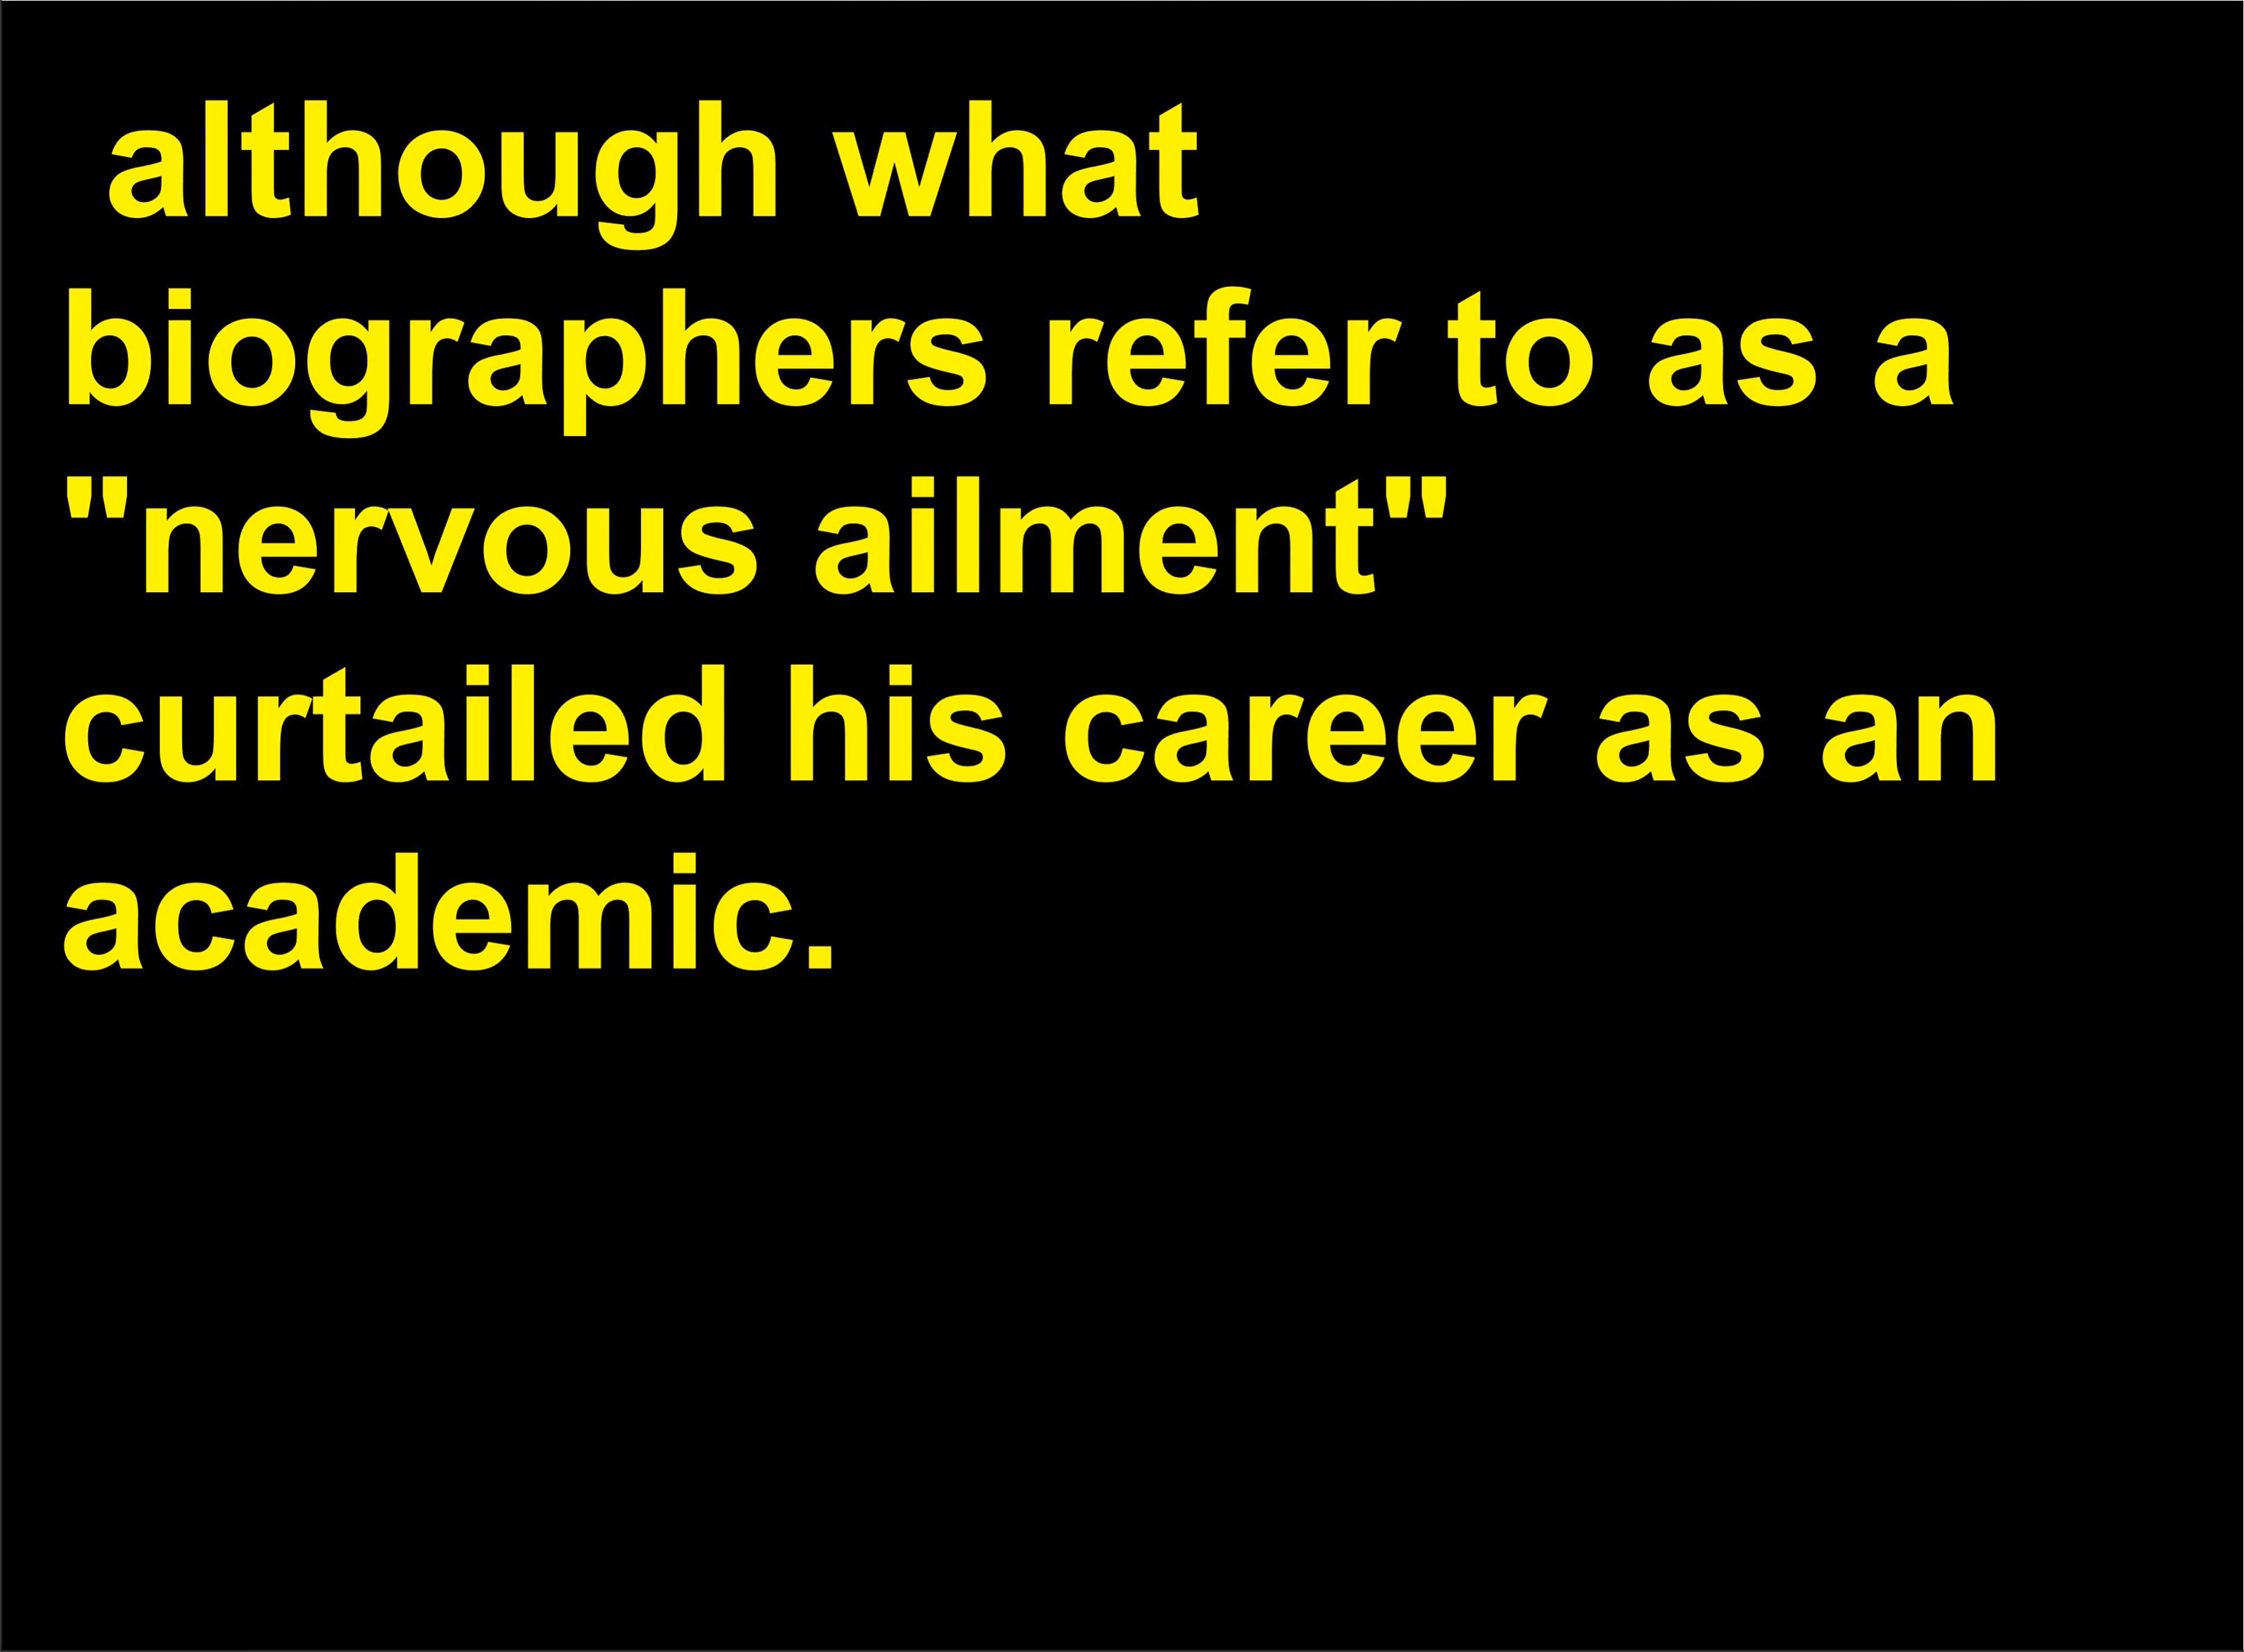 although what
biographers refer to as a
"nervous ailment"
curtailed his career as an
academic.